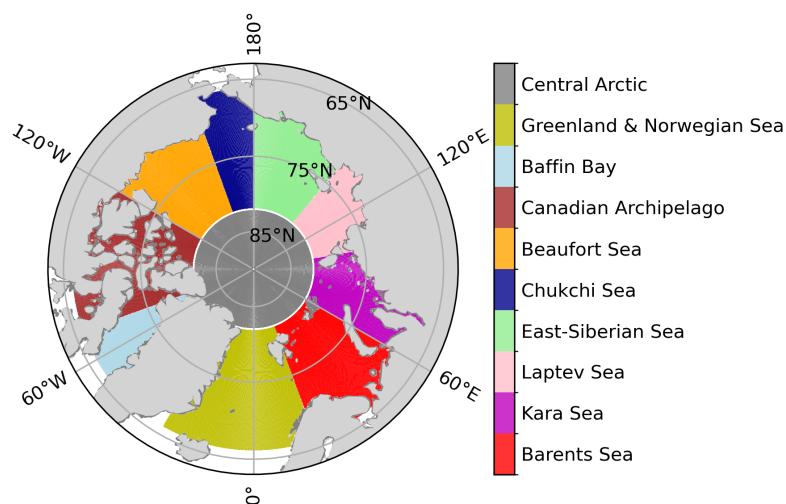 180°
65°N
120°W
120°E
75°N
85°N
60°W
60°E
0°
Central Arctic
Greenland & Norwegian Sea
Baffin Bay
Canadian Archipelago
Beaufort Sea
Chukchi Sea
East-Siberian Sea
Laptev Sea
Kara Sea
Barents Sea